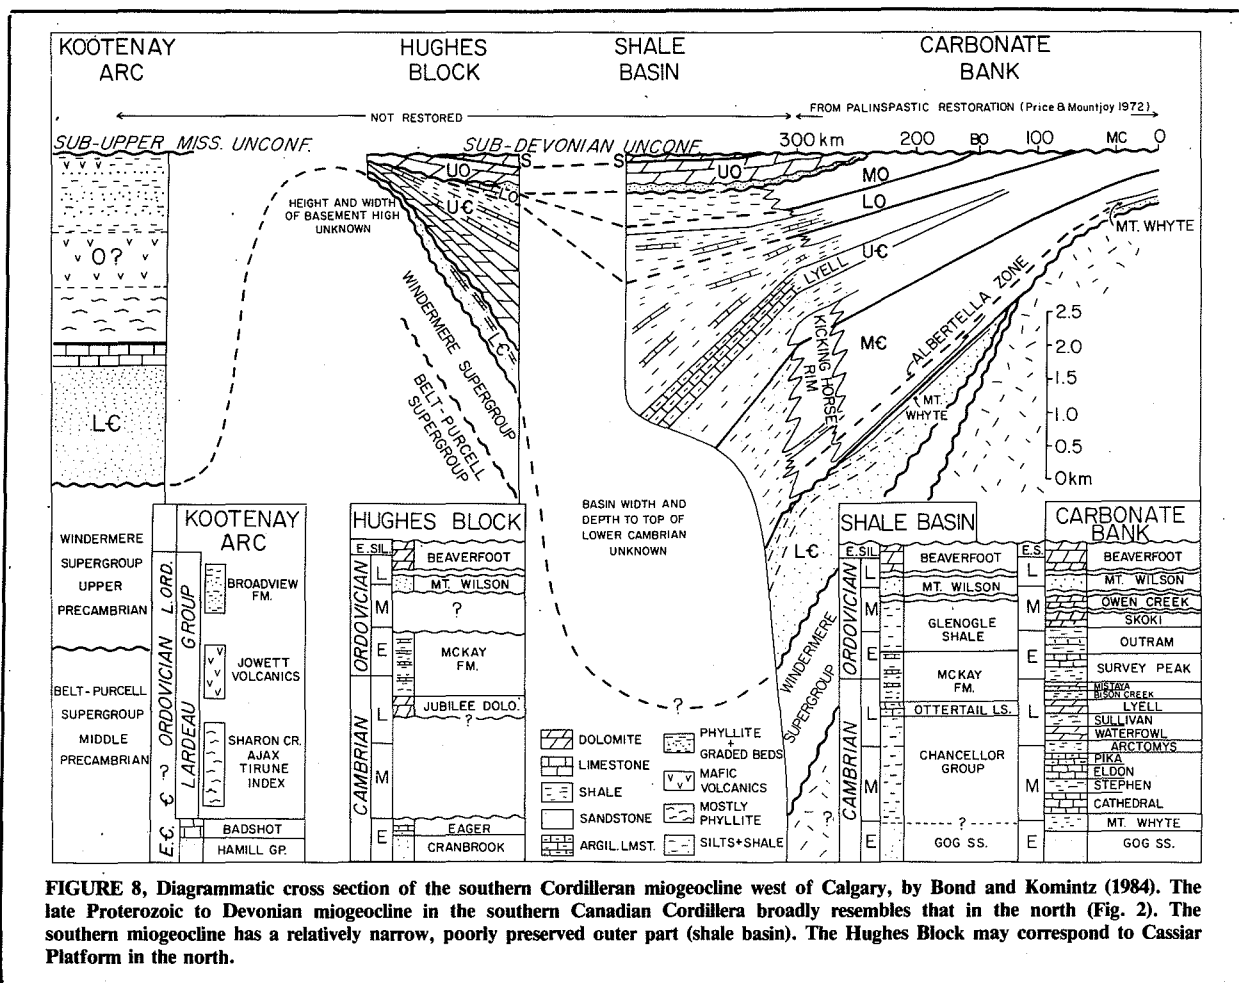 KOOTENAY
ARC
HUGHES
BLOCK
SHALE
BASIN
CARBONATE
BANK
NOT RESTORED
FROM PALINSPASTIC RESTORATION (Price & Mountjoy 1972)
SUB-UPPER MISS. UNCONF.
SUB-DEVONIAN UNCONF.
300 km
200
BO
100
MC
0
S
S
UO
UO
MO
LO
LO
UЄ
UЄ
HEIGHT AND WIDTH
OF BASEMENT HIGH
UNKNOWN
MT. WHYTE
O?
LYELL
ALBERTELLA ZONE
WINDERMERE SUPERGROUP
BELT-PURCELL
SUPERGROUP
LЄ
KICKING HORSE
RIM
MЄ
MT.
WHYTE
2.5
2.0
1.5
1.0
0.5
0km
LЄ
BASIN WIDTH AND
DEPTH TO TOP OF
LOWER CAMBRIAN
UNKNOWN
LЄ
WINDERMERE
SUPERGROUP
?
?
WINDERMERE
SUPERGROUP
UPPER
PRECAMBRIAN
BELT-PURCELL
SUPERGROUP
MIDDLE
PRECAMBRIAN
KOOTENAY
ARC
E.Є. Є ? ORDOVICIAN L.ORD.
LARDEAU GROUP
BROADVIEW
FM.
JOWETT
VOLCANICS
SHARON CR.
AJAX
TIRUNE
INDEX
BADSHOT
HAMILL GP.
HUGHES BLOCK
E.SIL.
CAMBRIAN
ORDOVICIAN
L
M
E
L
M
E
BEAVERFOOT
MT. WILSON
?
MCKAY
FM.
JUBILEE DOLO.
?
EAGER
CRANBROOK
DOLOMITE
LIMESTONE
SHALE
SANDSTONE
ARGIL. LMST.
PHYLLITE
+
GRADED BEDS
MAFIC
VOLCANICS
MOSTLY
PHYLLITE
SILTS+SHALE
SHALE BASIN
E.SIL
CAMBRIAN
ORDOVICIAN
L
M
E
L
M
E
BEAVERFOOT
MT. WILSON
GLENOGLE
SHALE
MCKAY
FM.
OTTERTAIL LS.
CHANCELLOR
GROUP
?
GOG SS.
CARBONATE
BANK
E.S.
L
M
E
L
M
E
BEAVERFOOT
MT. WILSON
OWEN CREEK
SKOKI
OUTRAM
SURVEY PEAK
MISTAYA
BISON CREEK
LYELL
SULLIVAN
WATERFOWL
ARCTOMYS
PIKA
ELDON
STEPHEN
CATHEDRAL
MT. WHYTE
GOG SS.
FIGURE 8, Diagrammatic cross section of the southern Cordilleran miogeocline west of Calgary, by Bond and Komintz (1984). The
late Proterozoic to Devonian miogeocline in the southern Canadian Cordillera broadly resembles that in the north (Fig. 2). The
southern miogeocline has a relatively narrow, poorly preserved outer part (shale basin). The Hughes Block may correspond to Cassiar
Platform in the north.